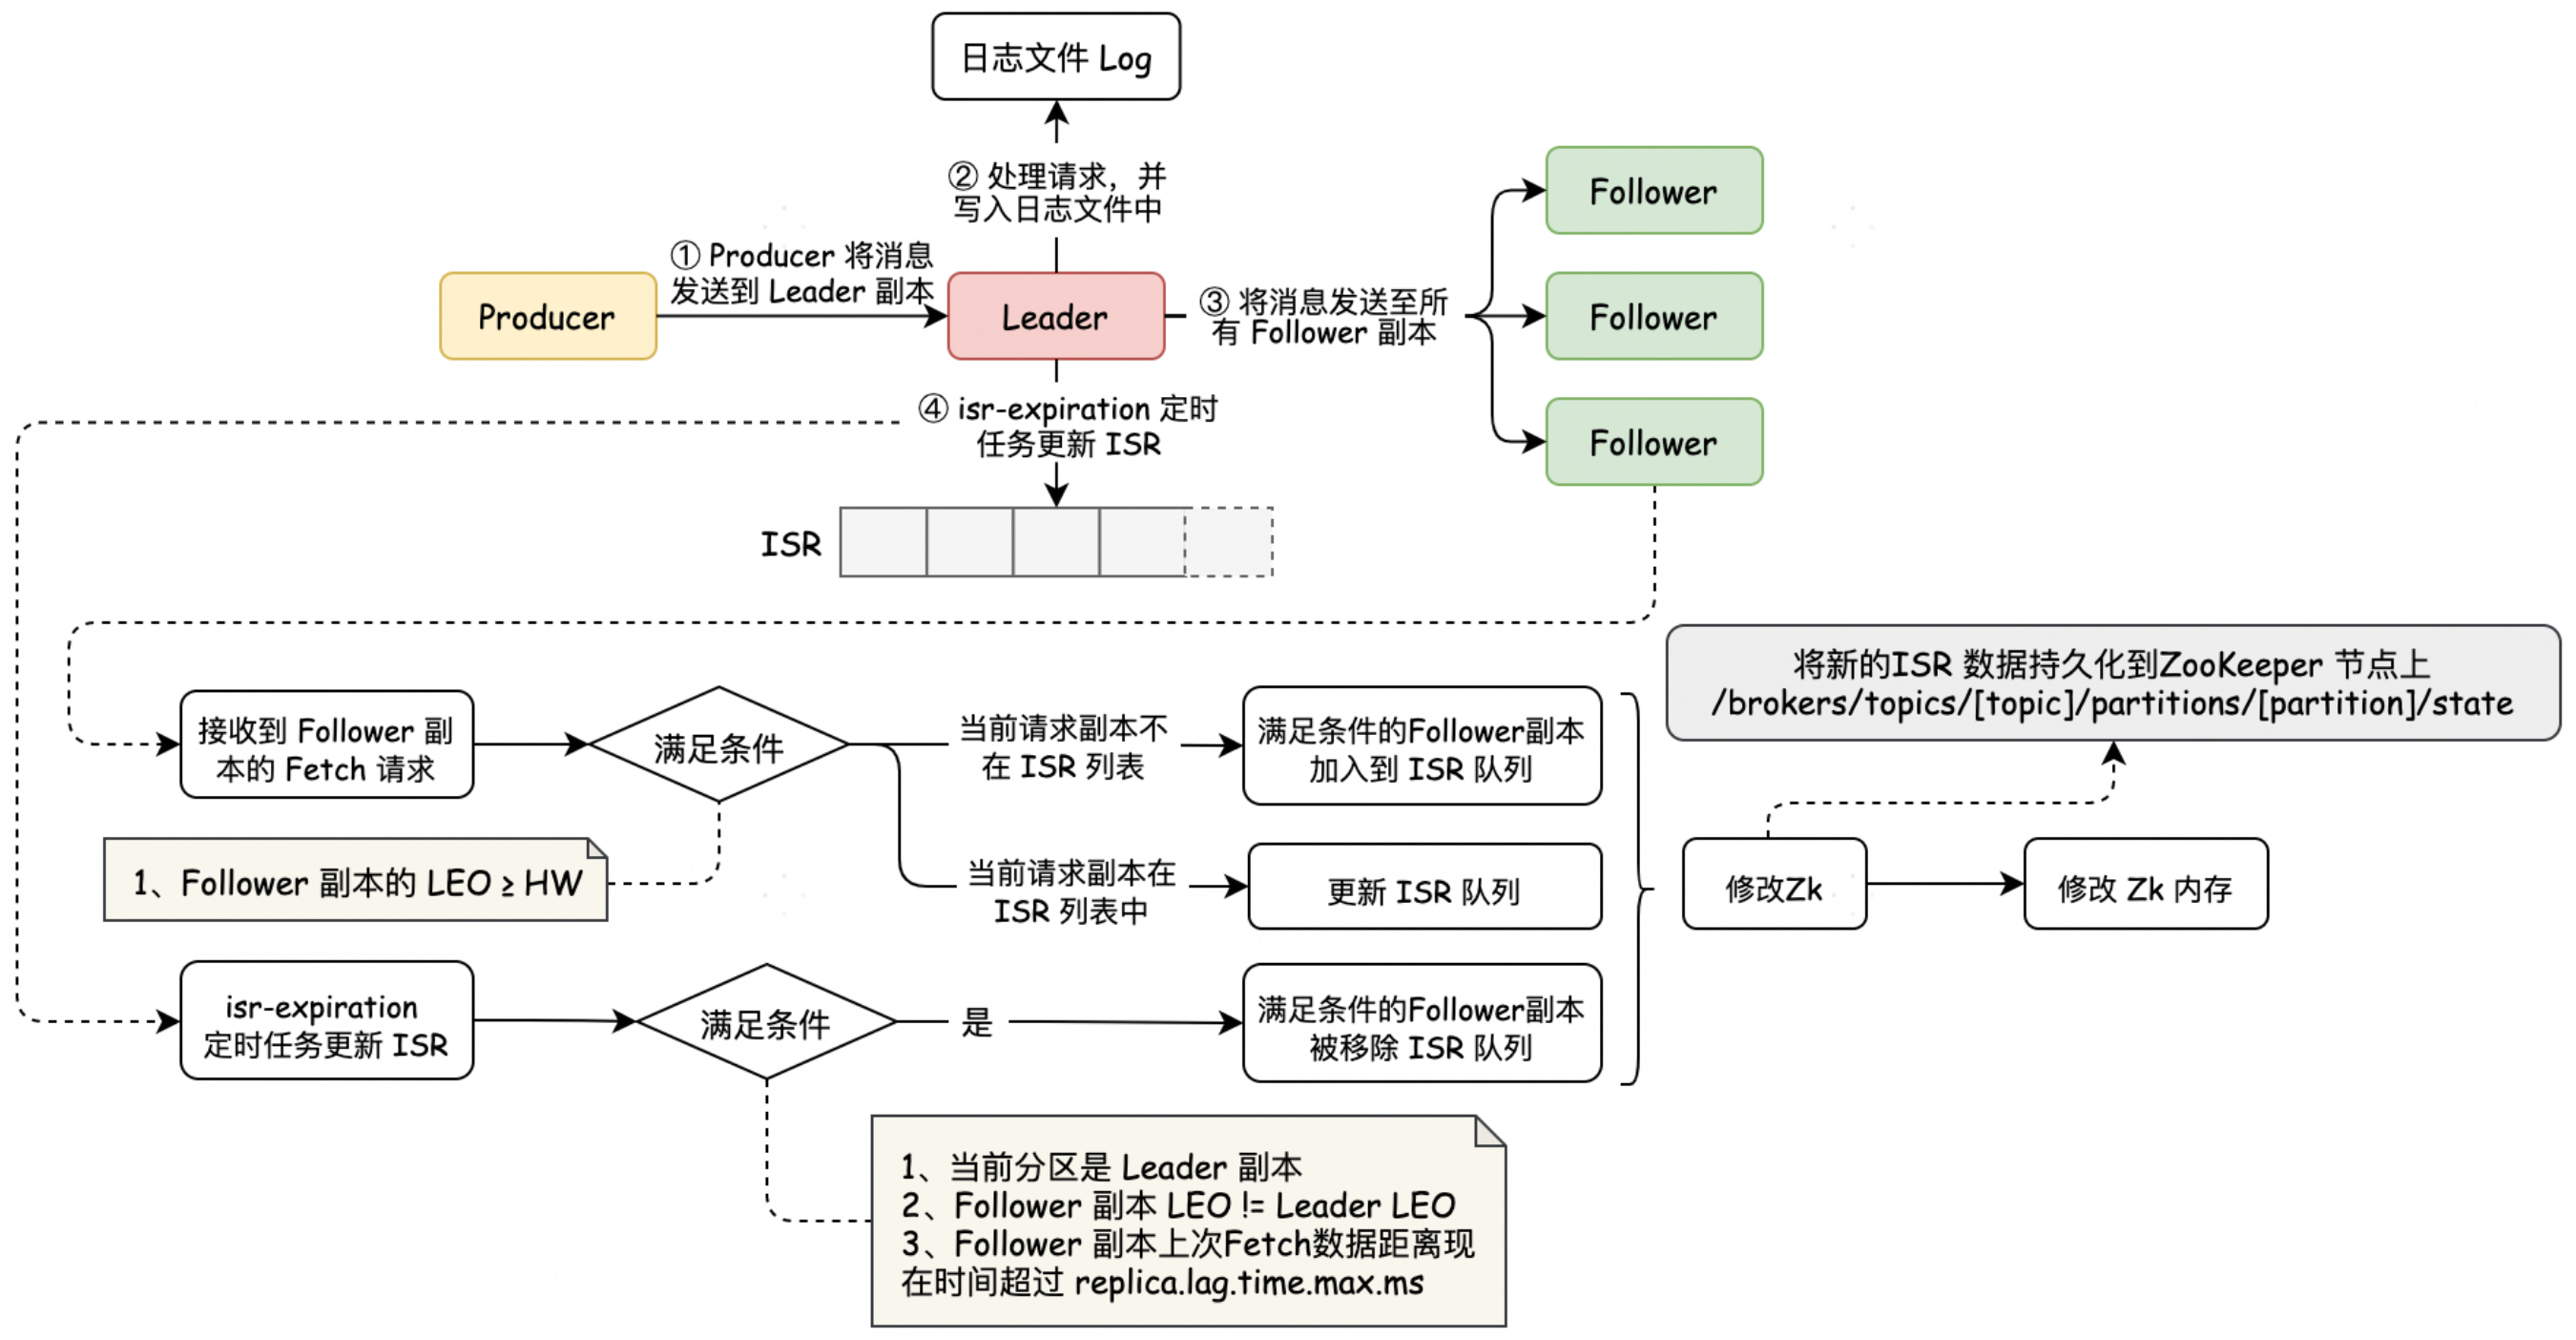 日志文件 Log
② 处理请求，并
写入日志文件中
Follower
① Producer 将消息
发送到 Leader 副本
Producer
Leader
③ 将消息发送至所
有 Follower 副本
Follower
④ isr-expiration 定时
任务更新 ISR
Follower
ISR
将新的ISR 数据持久化到ZooKeeper 节点上
/brokers/topics/[topic]/partitions/[partition]/state
接收到 Follower 副
本的 Fetch 请求
满足条件
当前请求副本不
在 ISR 列表
满足条件的Follower副本
加入到 ISR 队列
1、Follower 副本的 LEO ≥ HW
当前请求副本在
ISR 列表中
更新 ISR 队列
修改Zk
修改 Zk 内存
isr-expiration
定时任务更新 ISR
满足条件
是
满足条件的Follower副本
被移除 ISR 队列
1、当前分区是 Leader 副本
2、Follower 副本 LEO != Leader LEO
3、Follower 副本上次Fetch数据距离现
在时间超过 replica.lag.time.max.ms